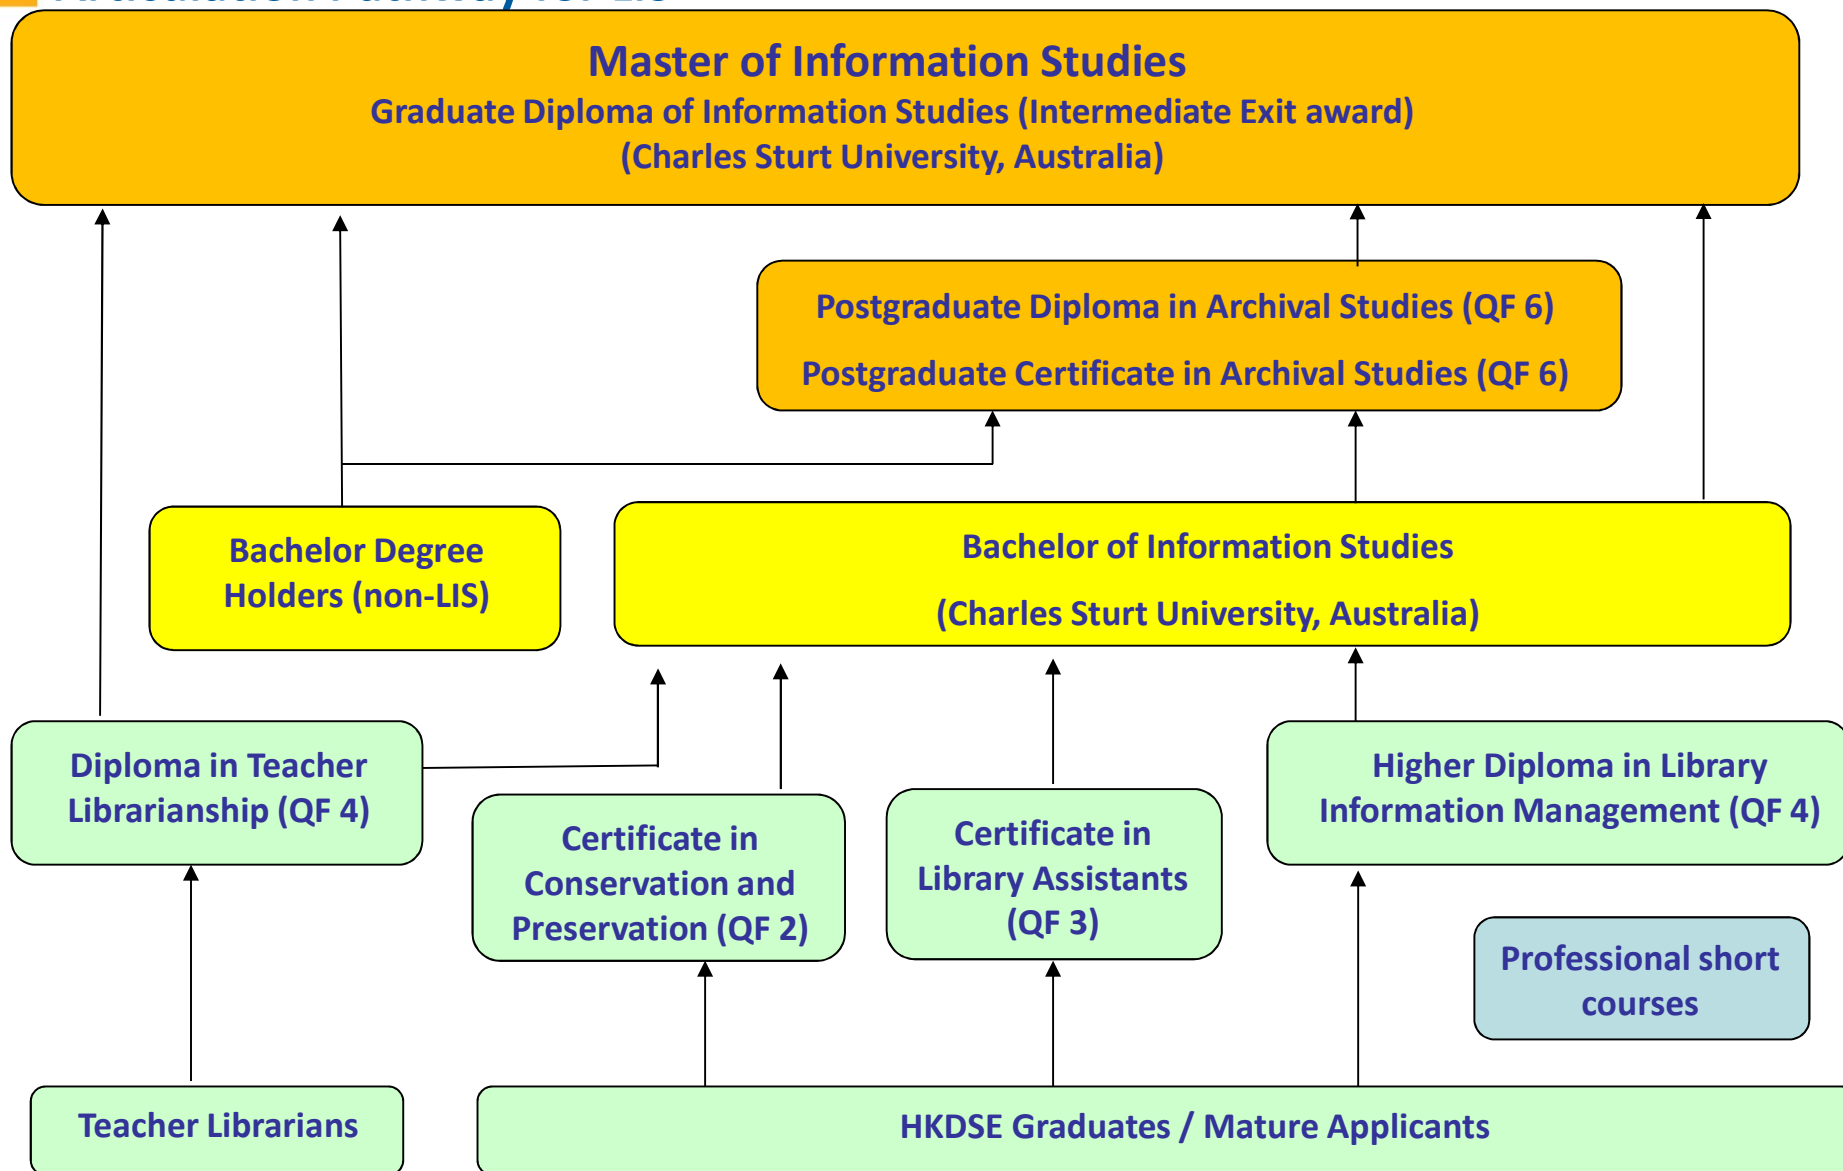 Articulation Pathway for LIS
Master of Information Studies
Graduate Diploma of Information Studies (Intermediate Exit award)
(Charles Sturt University, Australia)
Postgraduate Diploma in Archival Studies (QF 6)
Postgraduate Certificate in Archival Studies (QF 6)
Bachelor Degree
Holders (non-LIS)
Bachelor of Information Studies
(Charles Sturt University, Australia)
Diploma in Teacher
Librarianship (QF 4)
Certificate in
Conservation and
Preservation (QF 2)
Certificate in
Library Assistants
(QF 3)
Higher Diploma in Library
Information Management (QF 4)
Professional short
courses
Teacher Librarians
HKDSE Graduates / Mature Applicants